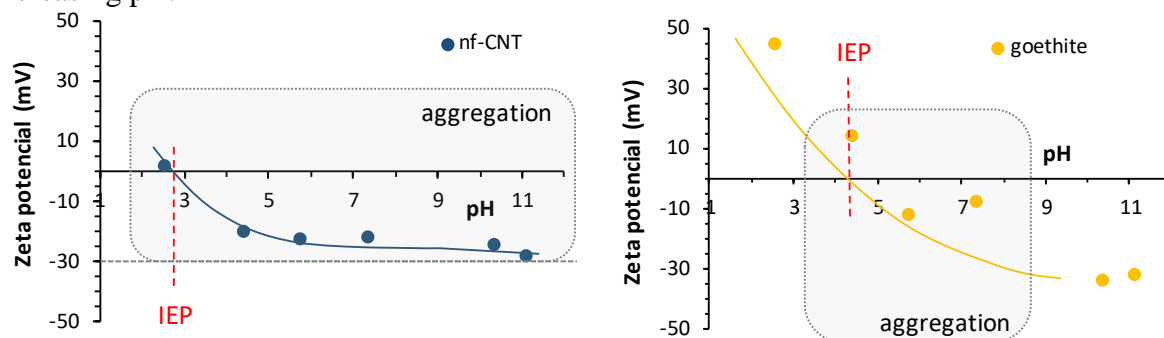 creasing p
50
30
10
-10
-30
-50
1
3
5
7
9
11
Zeta potencial (mV)
pH
nf-CNT
aggregation
IEP
50
30
10
-10
-30
-50
1
3
5
7
9
11
Zeta potencial (mV)
pH
goethite
IEP
aggregation